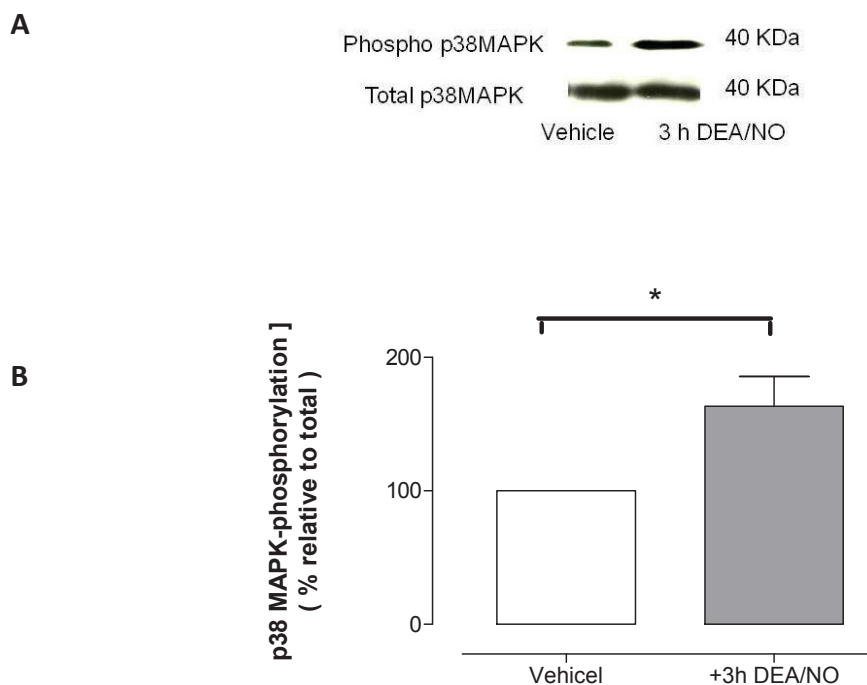 A
Phospho p38MAPK 40 KDa
Total p38MAPK 40 KDa
Vehicle 3 h DEA/NO
B
p38 MAPK-phosphorylation ]
( % relative to total )
*
200
100
0
Vehicel +3h DEA/NO